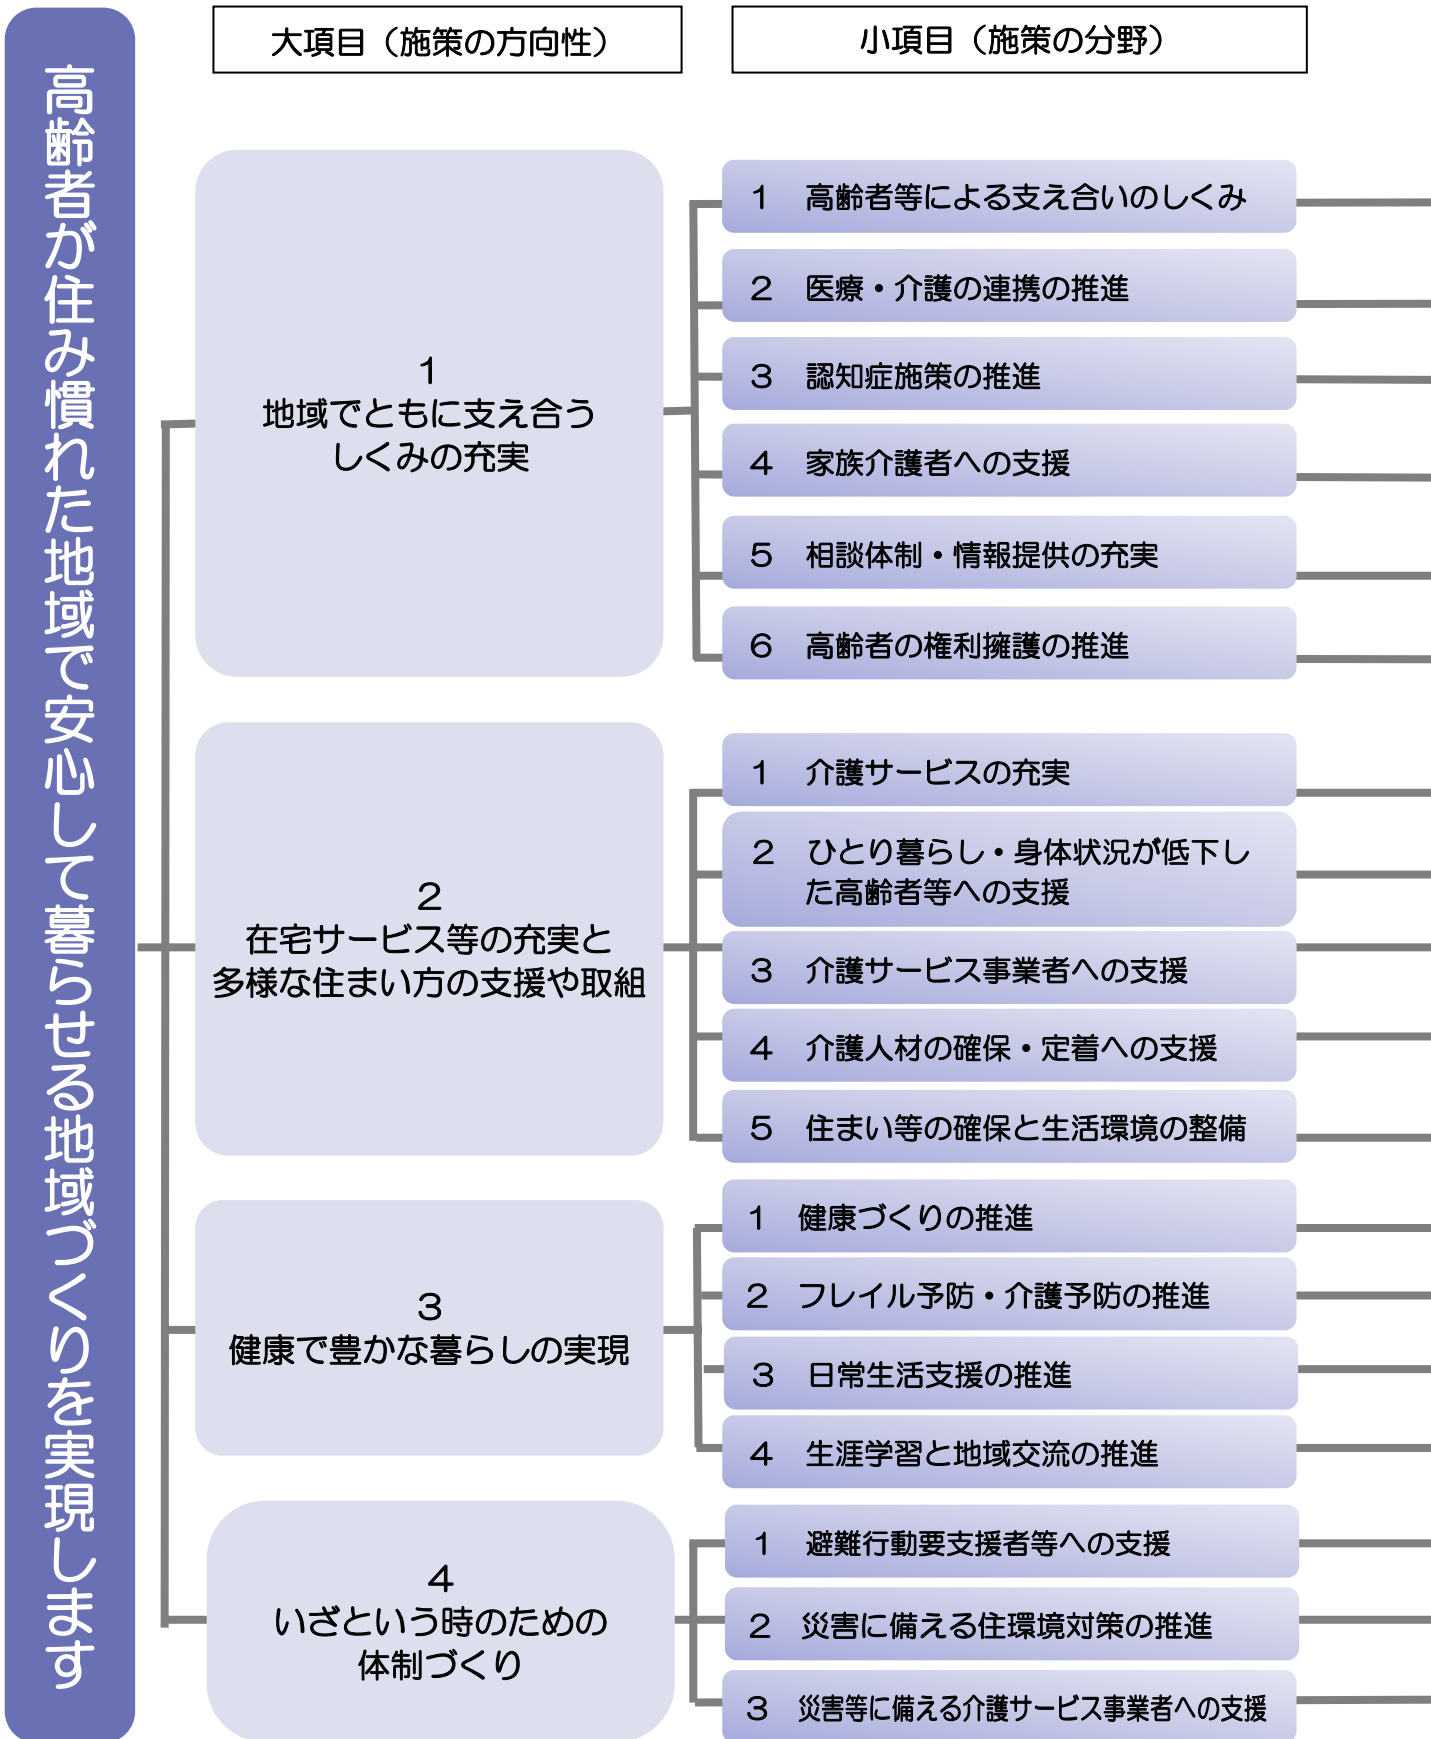 高齢者が住み慣れた地域で安心して暮らせる地域づくりを実現します
大項目（施策の方向性）
小項目（施策の分野）
1
地域でともに支え合う
しくみの充実
1　高齢者等による支え合いのしくみ
2　医療・介護の連携の推進
3　認知症施策の推進
4　家族介護者への支援
5　相談体制・情報提供の充実
6　高齢者の権利擁護の推進
2
在宅サービス等の充実と
多様な住まい方の支援や取組
1　介護サービスの充実
2　ひとり暮らし・身体状況が低下し
た高齢者等への支援
3　介護サービス事業者への支援
4　介護人材の確保・定着への支援
5　住まい等の確保と生活環境の整備
3
健康で豊かな暮らしの実現
1　健康づくりの推進
2　フレイル予防・介護予防の推進
3　日常生活支援の推進
4　生涯学習と地域交流の推進
4
いざという時のための
体制づくり
1　避難行動要支援者等への支援
2　災害に備える住環境対策の推進
3　災害等に備える介護サービス事業者への支援